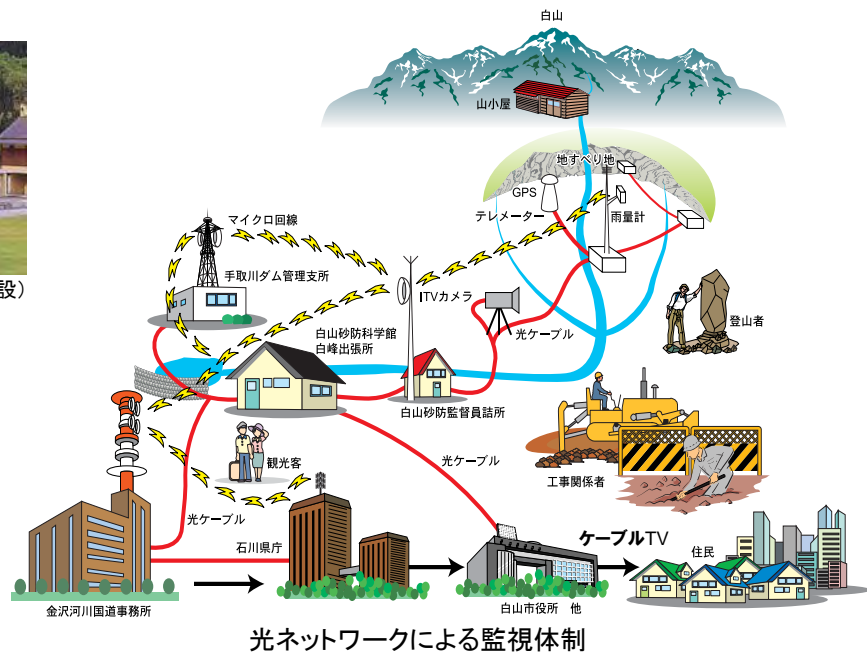 白山
山小屋
地すべり地
GPS
テレメーター
雨量計
マイクロ回線
設）
手取川ダム管理支所
ITVカメラ
登山者
白山砂防科学館
白峰出張所
光ケーブル
白山砂防監督員詰所
観光客
光ケーブル
工事関係者
光ケーブル
石川県庁
ケーブルTV
住民
金沢河川国道事務所
白山市役所 他
光ネットワークによる監視体制